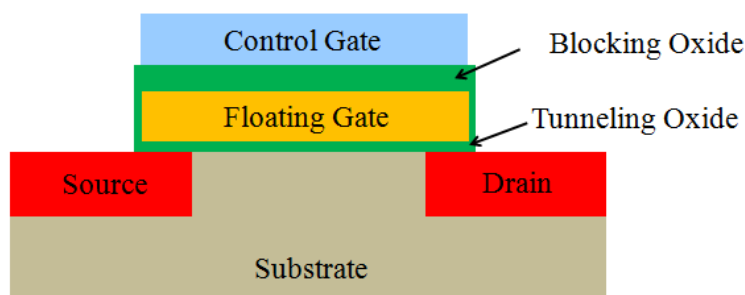 Control Gate
Blocking Oxide
Floating Gate
Tunneling Oxide
Source
Drain
Substrate